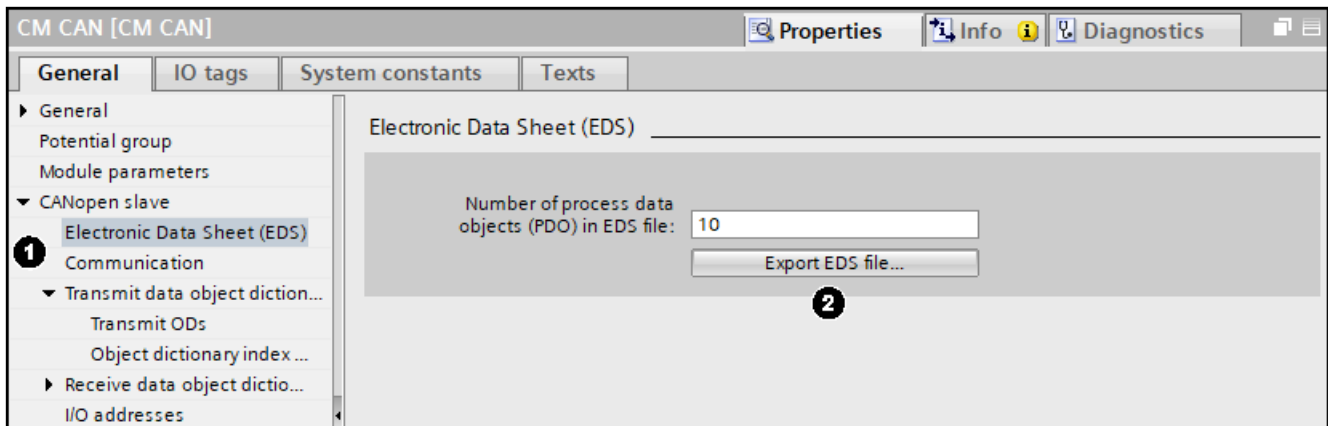 CM CAN [CM CAN]
Properties
Info
Diagnostics
General
IO tags
System constants
Texts
General
Potential group
Module parameters
CANopen slave
Electronic Data Sheet (EDS)
1
Communication
Transmit data object diction...
Transmit ODs
Object dictionary index ...
Receive data object dictio...
I/O addresses
Electronic Data Sheet (EDS)
Number of process data
objects (PDO) in EDS file:
10
Export EDS file...
2